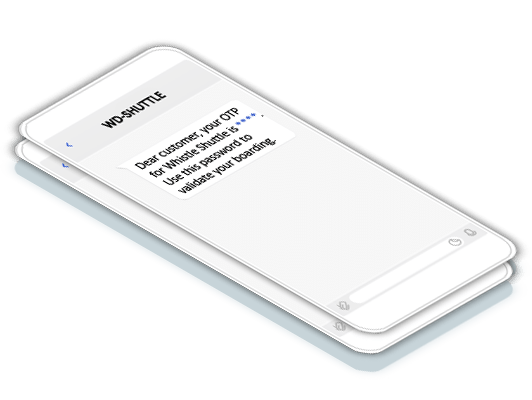 WD-SHUTTLE
Dear customer, your OTP
for Whistle Shuttle is **** .
Use this password to
validate your boarding.